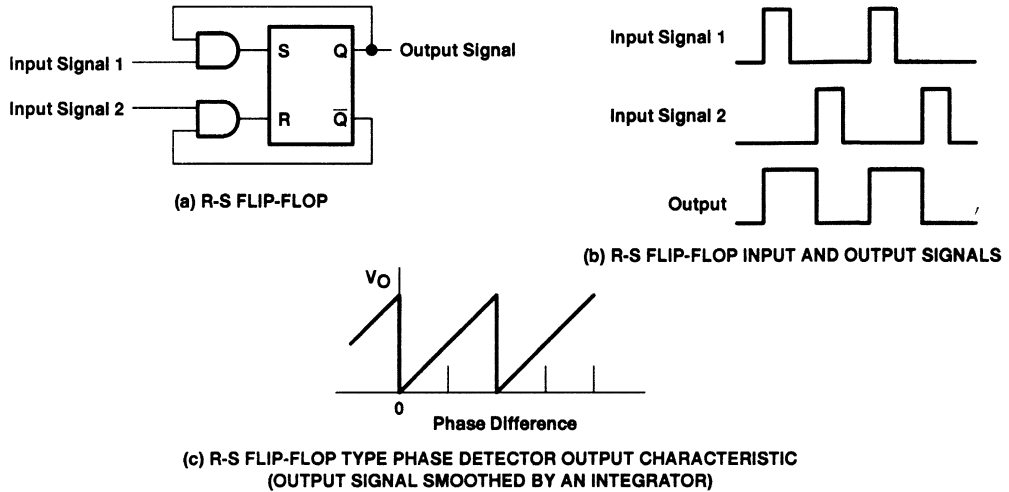 Input Signal 1
S Q Output Signal
Input Signal 2
R Q̅
(a) R-S FLIP-FLOP
Input Signal 1
Input Signal 2
Output
(b) R-S FLIP-FLOP INPUT AND OUTPUT SIGNALS
VO
0
Phase Difference
(c) R-S FLIP-FLOP TYPE PHASE DETECTOR OUTPUT CHARACTERISTIC
(OUTPUT SIGNAL SMOOTHED BY AN INTEGRATOR)